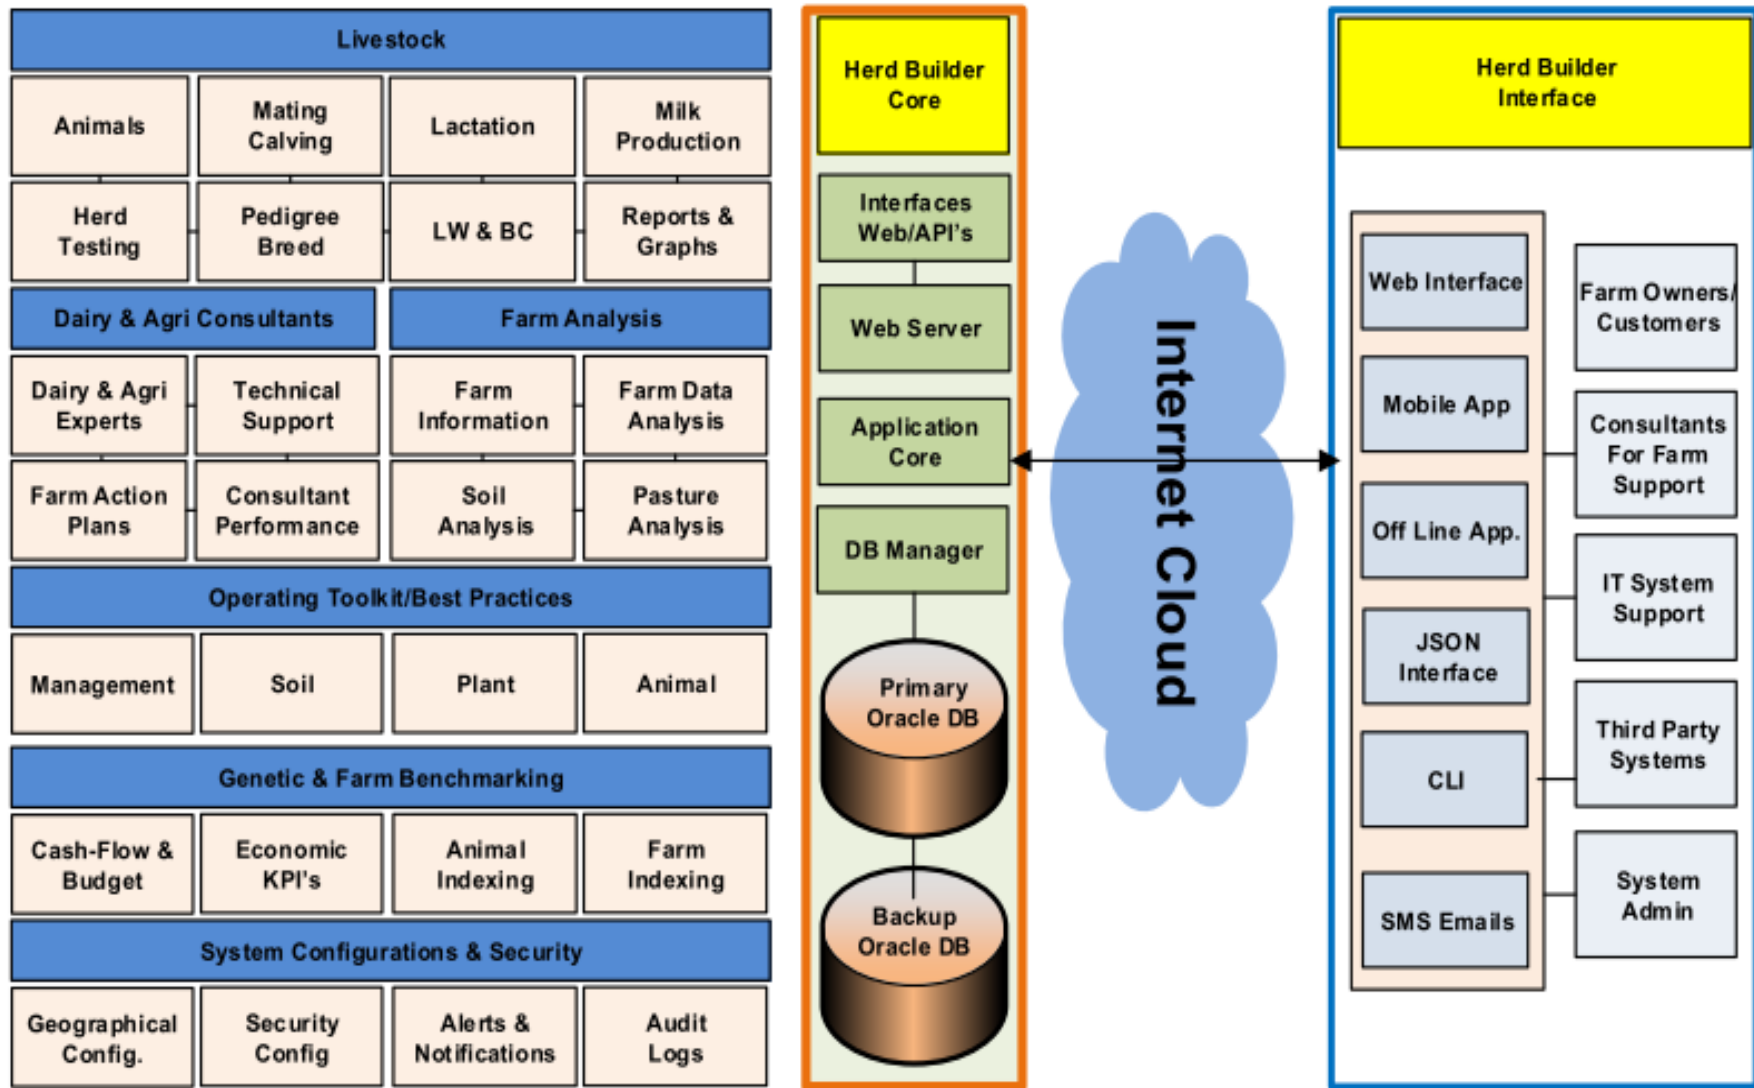 Livestock
Animals
Mating
Calving
Lactation
Milk
Production
Herd
Testing
Pedigree
Breed
LW & BC
Reports &
Graphs
Dairy & Agri Consultants
Farm Analysis
Dairy & Agri
Experts
Technical
Support
Farm
Information
Farm Data
Analysis
Farm Action
Plans
Consultant
Performance
Soil
Analysis
Pasture
Analysis
Operating Toolkit/Best Practices
Management
Soil
Plant
Animal
Genetic & Farm Benchmarking
Cash-Flow &
Budget
Economic
KPI's
Animal
Indexing
Farm
Indexing
System Configurations & Security
Geographical
Config.
Security
Config
Alerts &
Notifications
Audit
Logs
Herd Builder
Core
Interfaces
Web/API's
Web Server
Application
Core
DB Manager
Primary
Oracle DB
Backup
Oracle DB
Internet Cloud
Herd Builder
Interface
Web Interface
Mobile App
Off Line App.
JSON
Interface
CLI
SMS Emails
Farm Owners/
Customers
Consultants
For Farm
Support
IT System
Support
Third Party
Systems
System
Admin